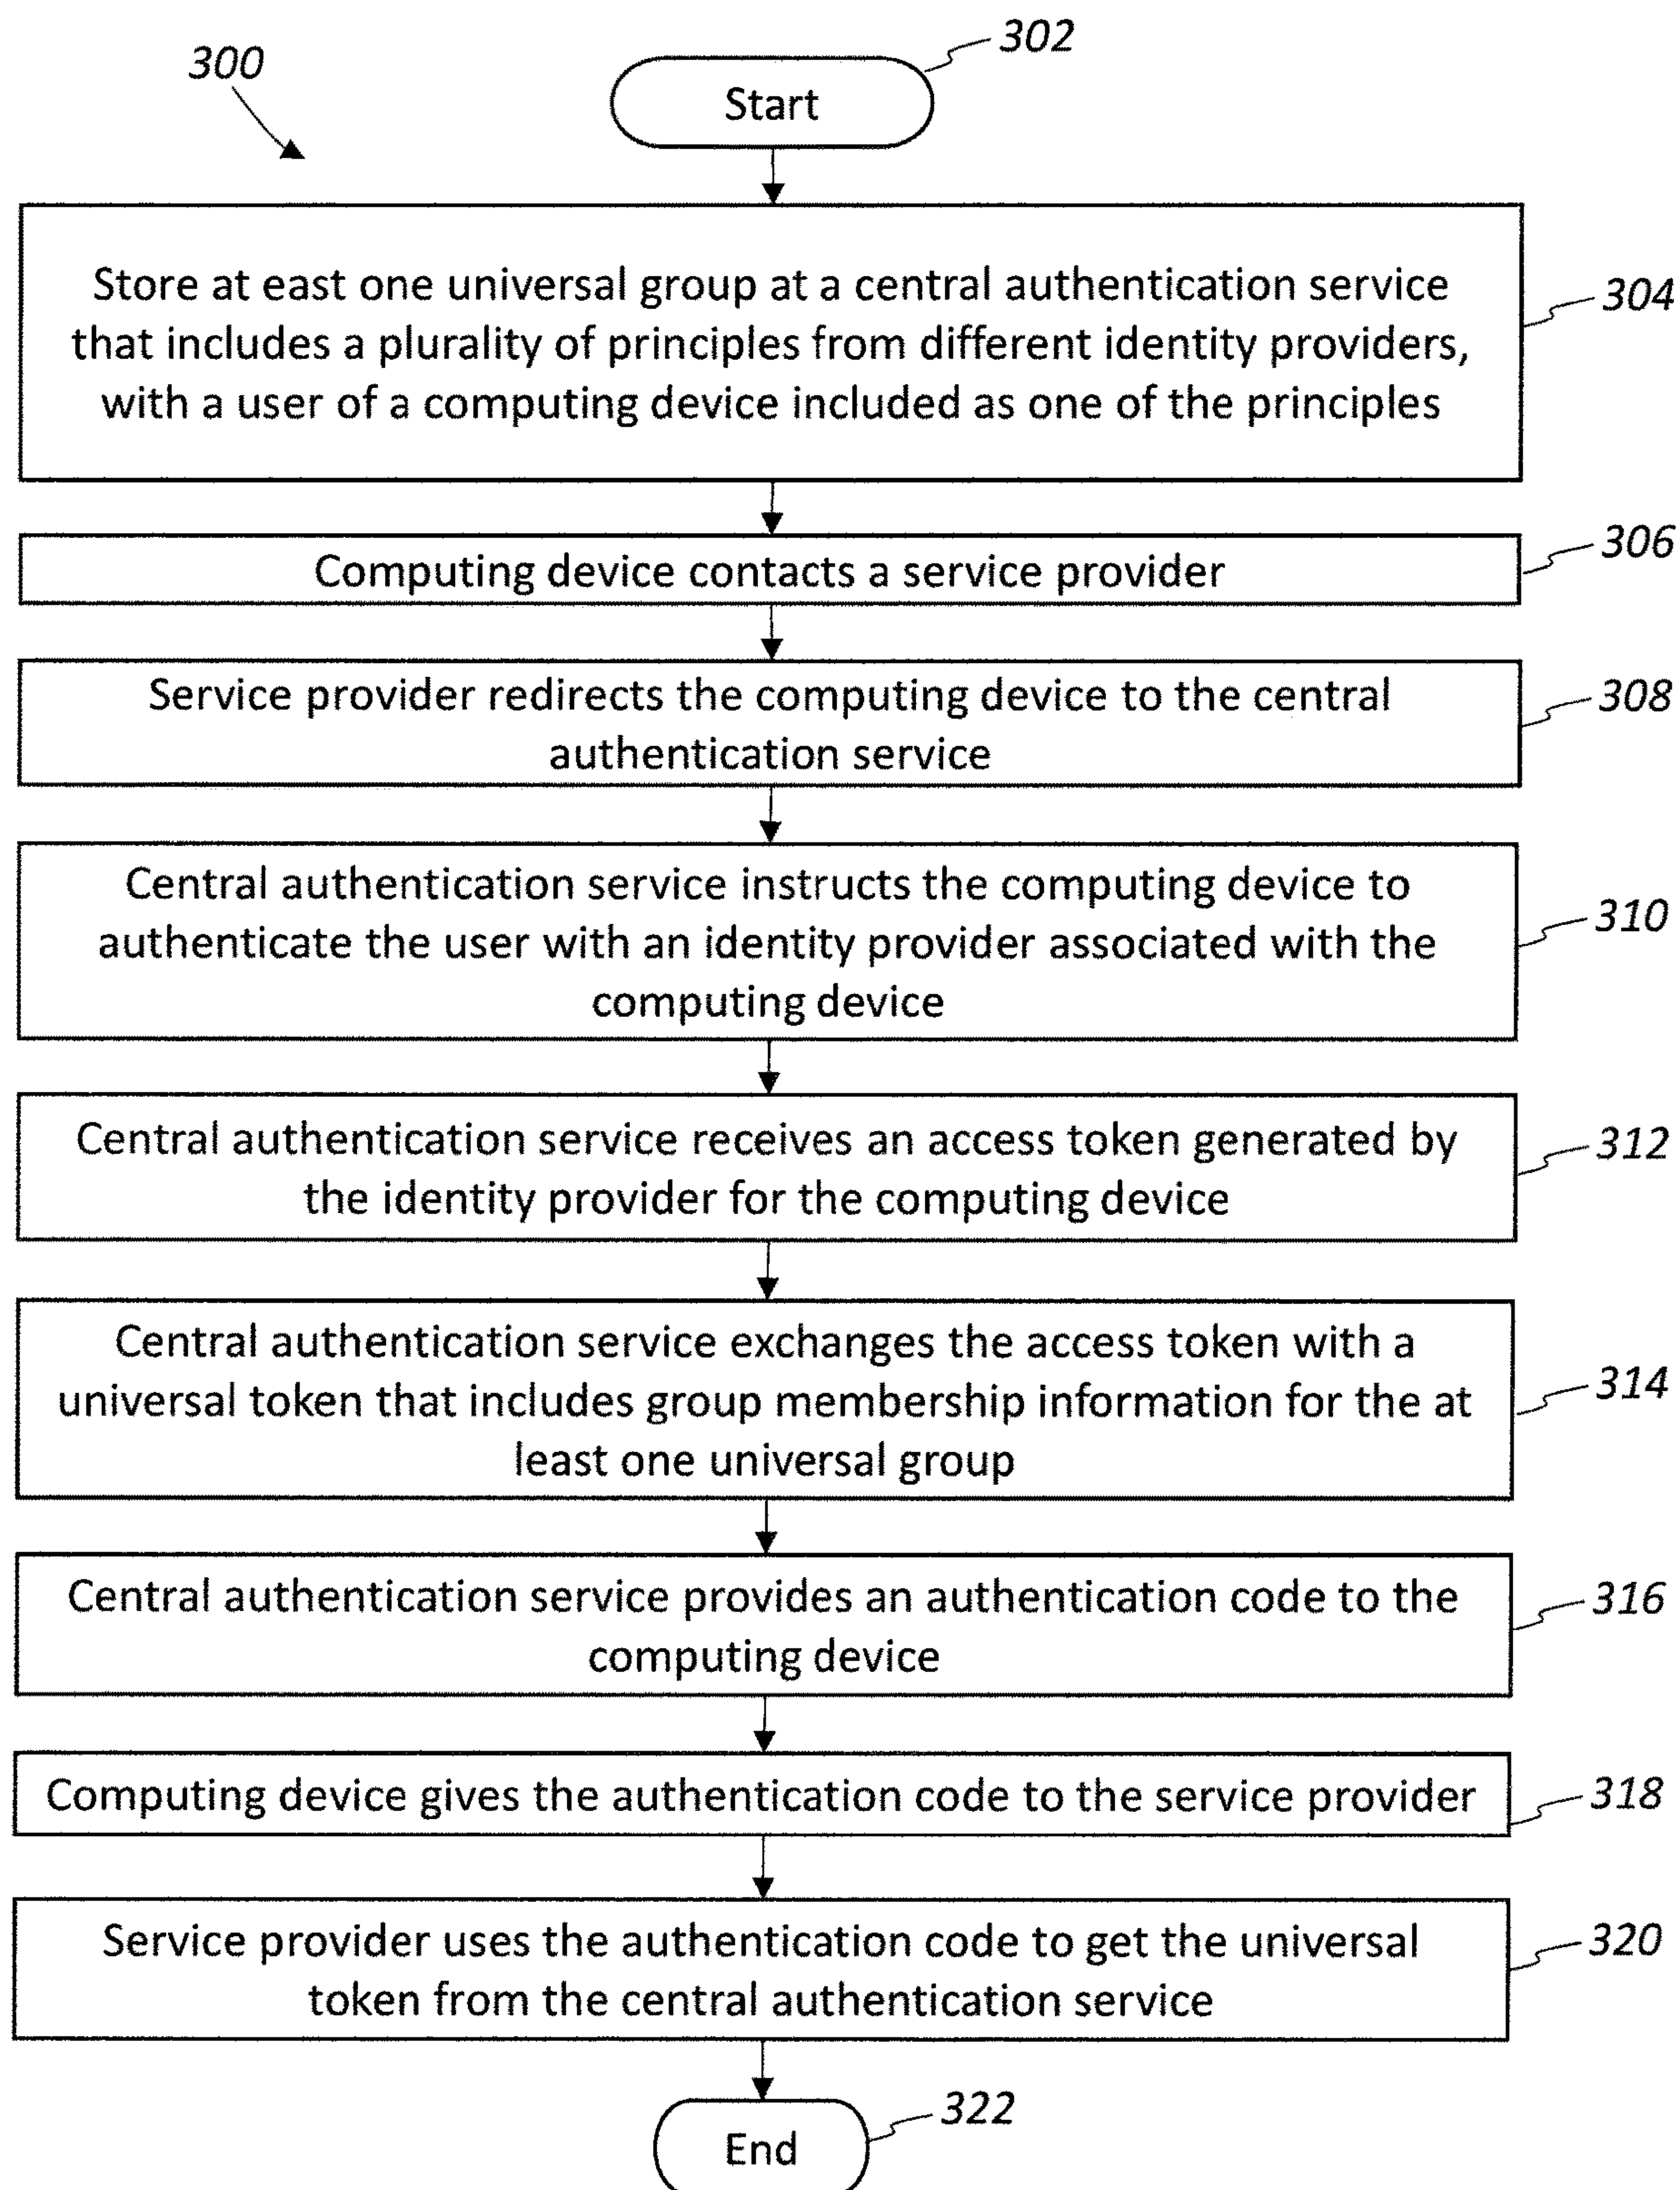 300
302
Start
Store at east one universal group at a central authentication service
that includes a plurality of principles from different identity providers,
with a user of a computing device included as one of the principles
304
Computing device contacts a service provider
306
Service provider redirects the computing device to the central
authentication service
308
Central authentication service instructs the computing device to
authenticate the user with an identity provider associated with the
computing device
310
Central authentication service receives an access token generated by
the identity provider for the computing device
312
Central authentication service exchanges the access token with a
universal token that includes group membership information for the at
least one universal group
314
Central authentication service provides an authentication code to the
computing device
316
Computing device gives the authentication code to the service provider
318
Service provider uses the authentication code to get the universal
token from the central authentication service
320
322
End